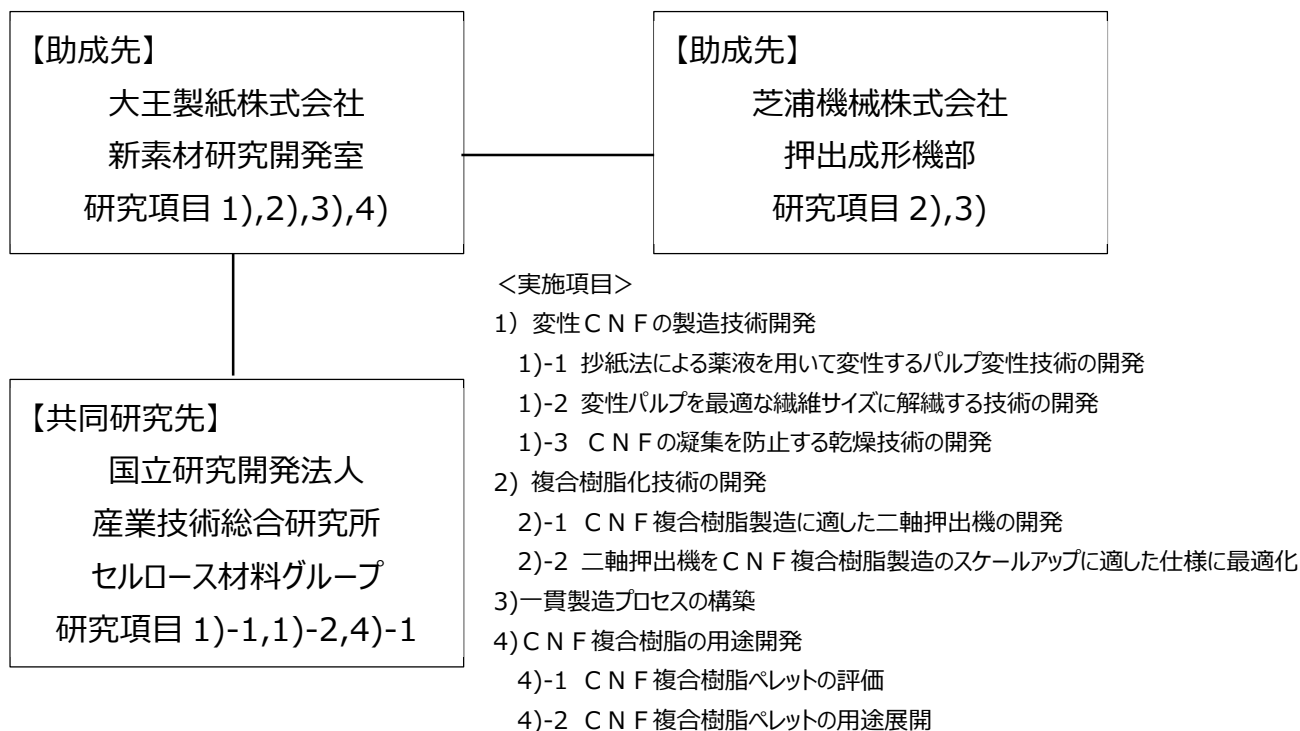 【助成先】
大王製紙株式会社
新素材研究開発室
研究項目 1),2),3),4)
【助成先】
芝浦機械株式会社
押出成形機部
研究項目 2),3)
【共同研究先】
国立研究開発法人
産業技術総合研究所
セルロース材料グループ
研究項目 1)-1,1)-2,4)-1
＜実施項目＞
1) 変性ＣＮＦの製造技術開発
1)-1 抄紙法による薬液を用いて変性するパルプ変性技術の開発
1)-2 変性パルプを最適な繊維サイズに解繊する技術の開発
1)-3 ＣＮＦの凝集を防止する乾燥技術の開発
2) 複合樹脂化技術の開発
2)-1 ＣＮＦ複合樹脂製造に適した二軸押出機の開発
2)-2 二軸押出機をＣＮＦ複合樹脂製造のスケールアップに適した仕様に最適化
3)一貫製造プロセスの構築
4)ＣＮＦ複合樹脂の用途開発
4)-1 ＣＮＦ複合樹脂ペレットの評価
4)-2 ＣＮＦ複合樹脂ペレットの用途展開